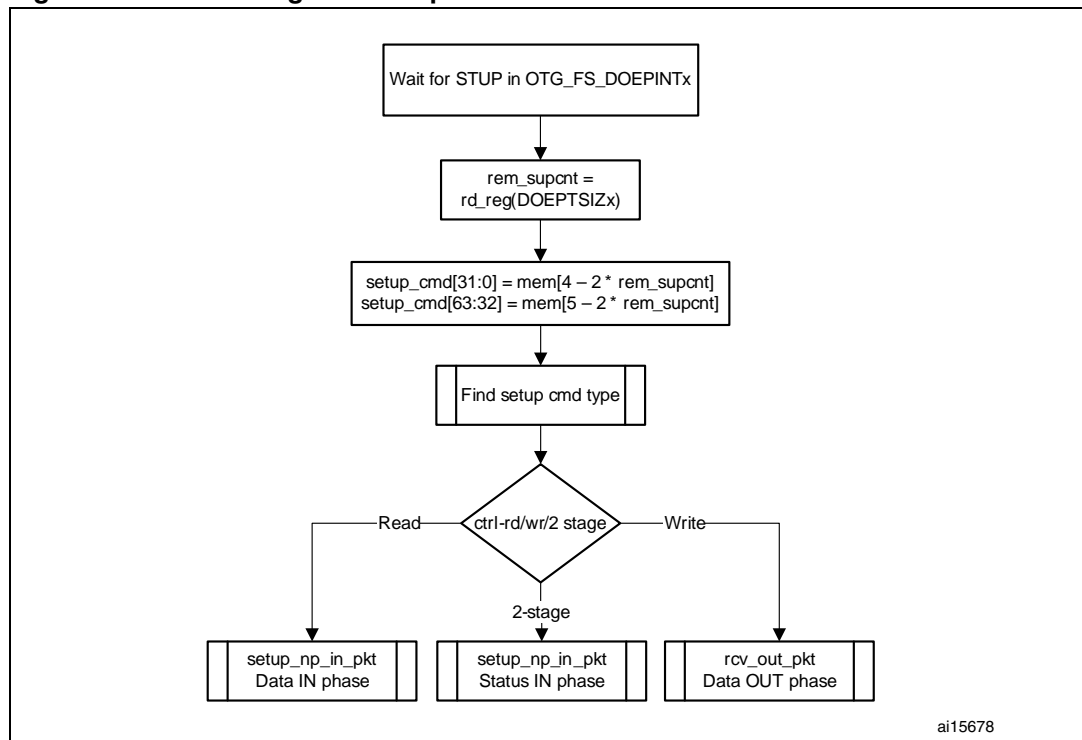 Wait for STUP in OTG_FS_DOEPINTx
rem_supcnt =
rd_reg(DOEPTSIZx)
setup_cmd[31:0] = mem[4 – 2 * rem_supcnt]
setup_cmd[63:32] = mem[5 – 2 * rem_supcnt]
Find setup cmd type
Read
ctrl-rd/wr/2 stage
Write
2-stage
setup_np_in_pkt
Data IN phase
setup_np_in_pkt
Status IN phase
rcv_out_pkt
Data OUT phase
ai15678